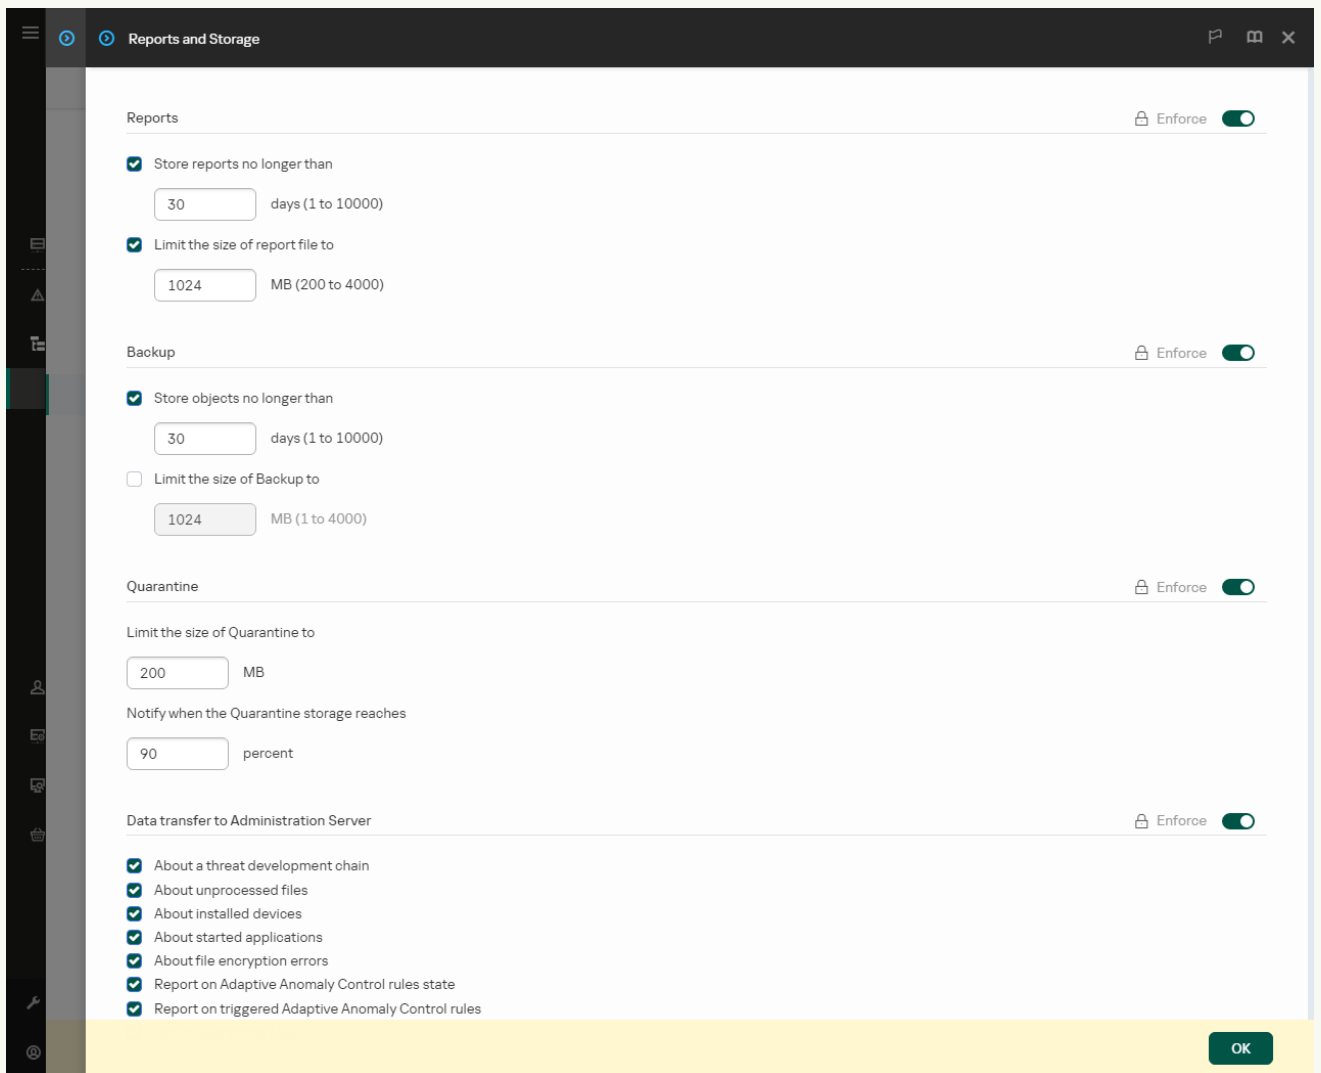 Reports and Storage
Reports
Enforce
Store reports no longer than
30 days (1 to 10000)
Limit the size of report file to
1024 MB (200 to 4000)
Backup
Enforce
Store objects no longer than
30 days (1 to 10000)
Limit the size of Backup to
1024 MB (1 to 4000)
Quarantine
Enforce
Limit the size of Quarantine to
200 MB
Notify when the Quarantine storage reaches
90 percent
Data transfer to Administration Server
Enforce
About a threat development chain
About unprocessed files
About installed devices
About started applications
About file encryption errors
Report on Adaptive Anomaly Control rules state
Report on triggered Adaptive Anomaly Control rules
OK